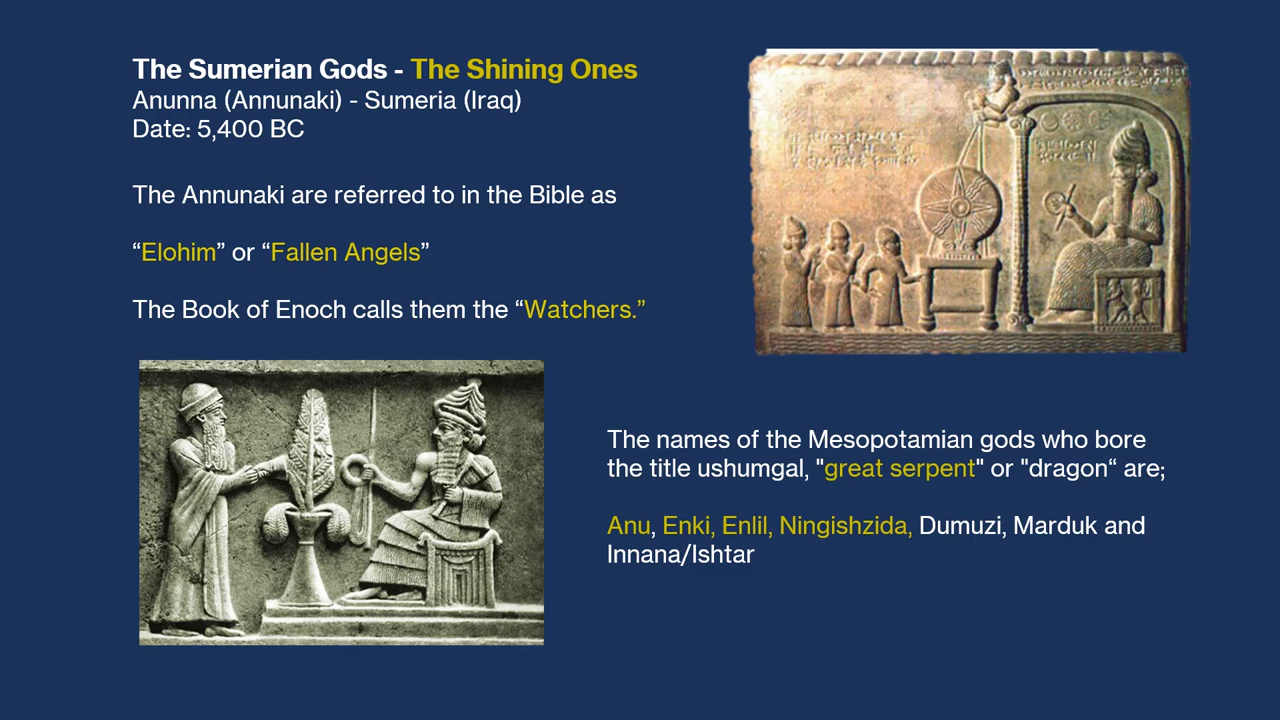 The Sumerian Gods - The Shining Ones
Anunna (Annunaki) - Sumeria (Iraq)
Date: 5,400 BC
The Annunaki are referred to in the Bible as
“Elohim” or “Fallen Angels”
The Book of Enoch calls them the “Watchers.”
The names of the Mesopotamian gods who bore
the title ushumgal, "great serpent" or "dragon“ are;
Anu, Enki, Enlil, Ningishzida, Dumuzi, Marduk and
Innana/Ishtar